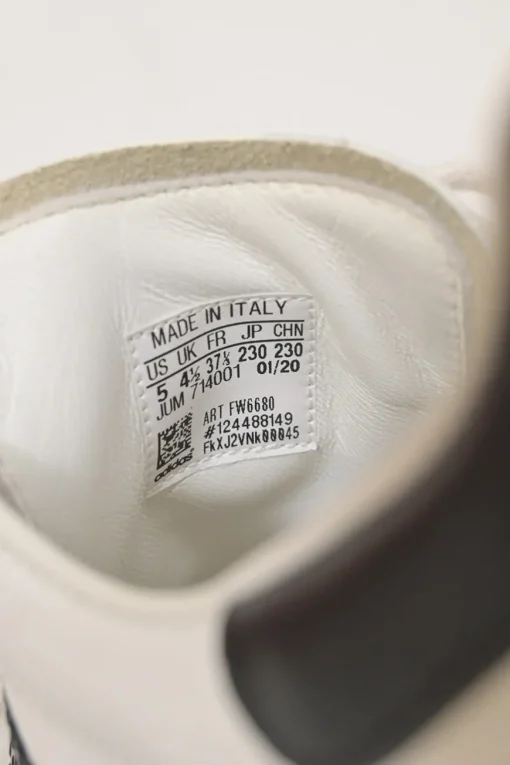 MADE IN ITALY
US UK FR JP CHN
5 4½ 37⅓ 230 230
JUM 714001 01/20
ART FW6680
#124488149
FkXJ2VNk00045
adidas